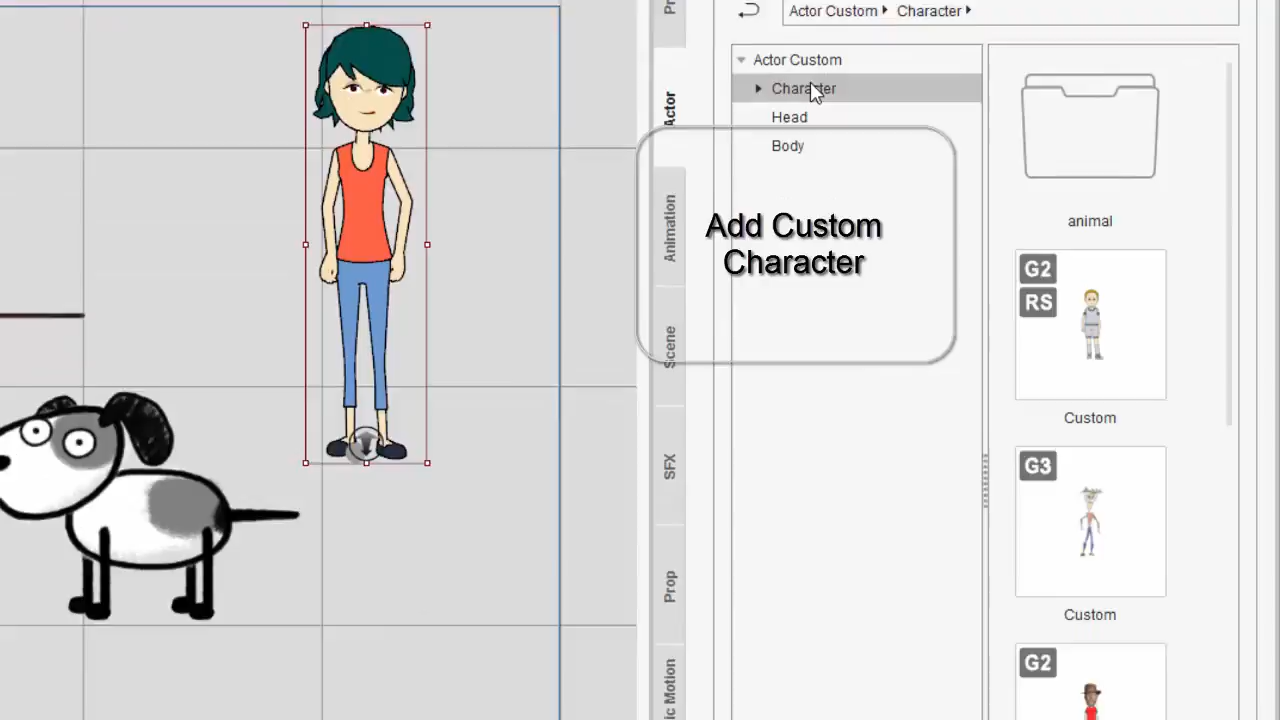 Actor Custom Character
Actor Custom
Character
Head
Body
Actor
Animation
Scene
SFX
Prop
Add Custom
Character
animal
G2
RS
Custom
G3
Custom
G2